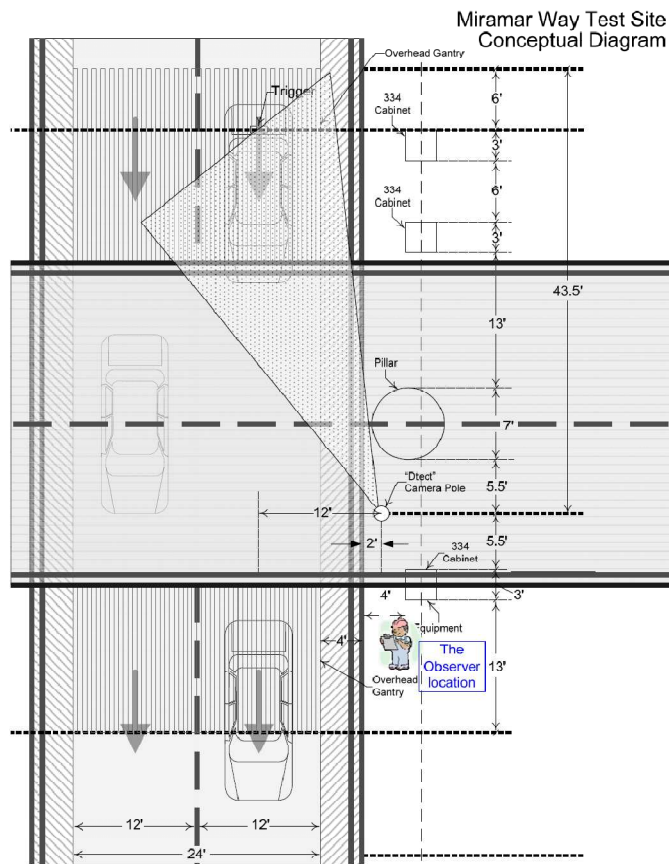 Miramar Way Test Site
Conceptual Diagram
Overhead Gantry
Trigger
334
Cabinet
6'
3'
334
Cabinet
6'
3'
43.5'
13'
Pillar
7'
"Dtect"
Camera Pole
5.5'
12'
2'
5.5'
334
Cabinet
4'
3'
Equipment
The
Observer
location
4'
13'
Overhead
Gantry
12'
12'
24'